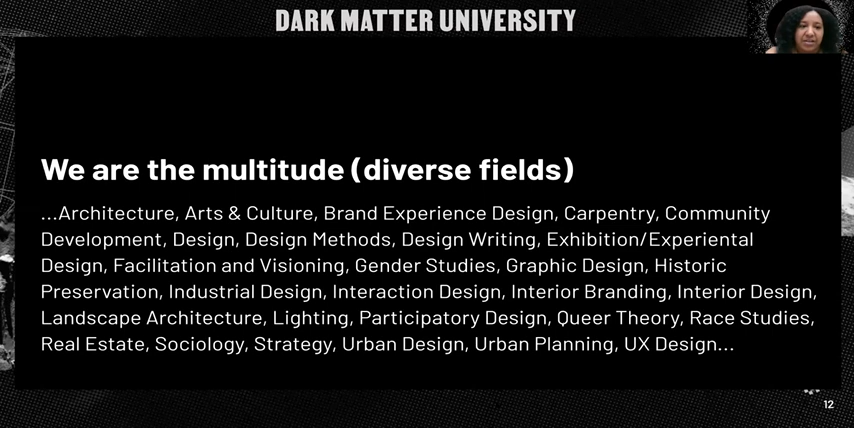 DARK MATTER UNIVERSITY
We are the multitude (diverse fields)
...Architecture, Arts & Culture, Brand Experience Design, Carpentry, Community
Development, Design, Design Methods, Design Writing, Exhibition/Experiental
Design, Facilitation and Visioning, Gender Studies, Graphic Design, Historic
Preservation, Industrial Design, Interaction Design, Interior Branding, Interior Design,
Landscape Architecture, Lighting, Participatory Design, Queer Theory, Race Studies,
Real Estate, Sociology, Strategy, Urban Design, Urban Planning, UX Design...
12